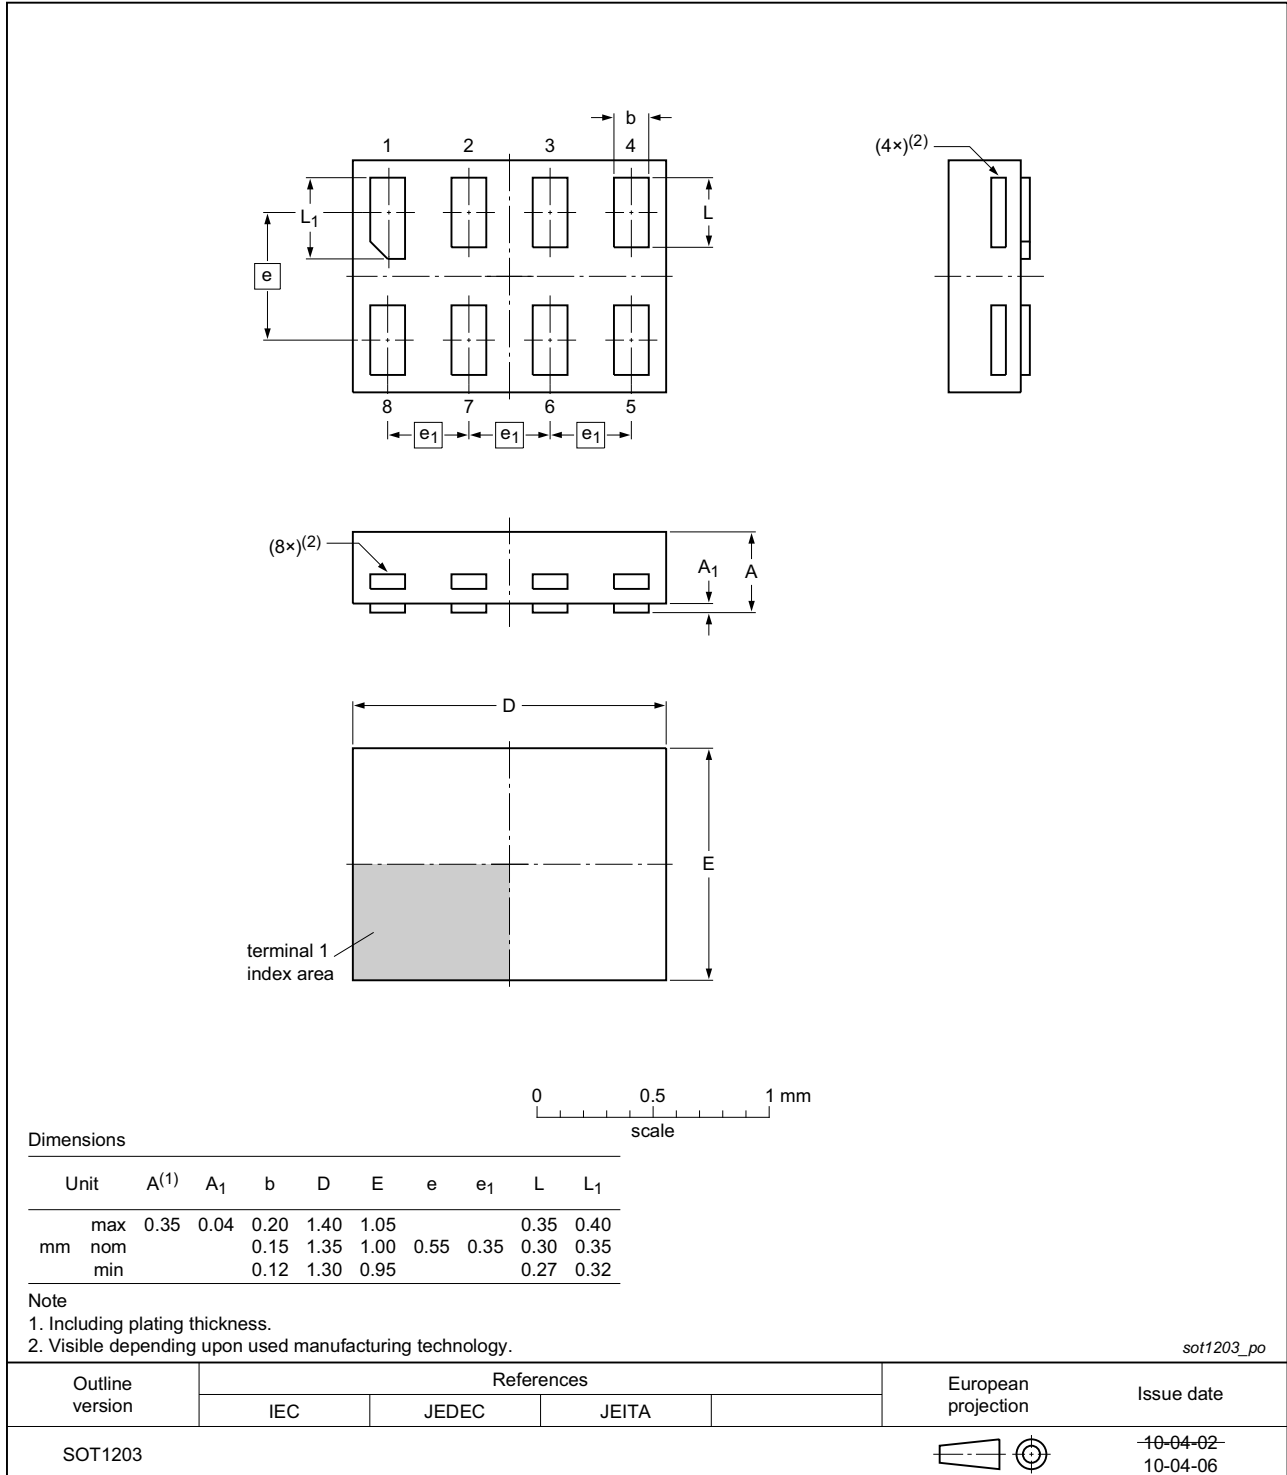 b
1 2 3 4
(4×)(2)
L1
L
e
8 7 6 5
e1 e1 e1
(8×)(2)
A1
A
D
E
terminal 1
index area
0 0.5 1 mm
scale
Dimensions
Unit A(1) A1 b D E e e1 L L1
max 0.35 0.04 0.20 1.40 1.05 0.35 0.40
mm nom 0.15 1.35 1.00 0.55 0.35 0.30 0.35
min 0.12 1.30 0.95 0.27 0.32
Note
1. Including plating thickness.
2. Visible depending upon used manufacturing technology.
sot1203_po
Outline
version
References
IEC JEDEC JEITA
European
projection
Issue date
SOT1203
10-04-02
10-04-06